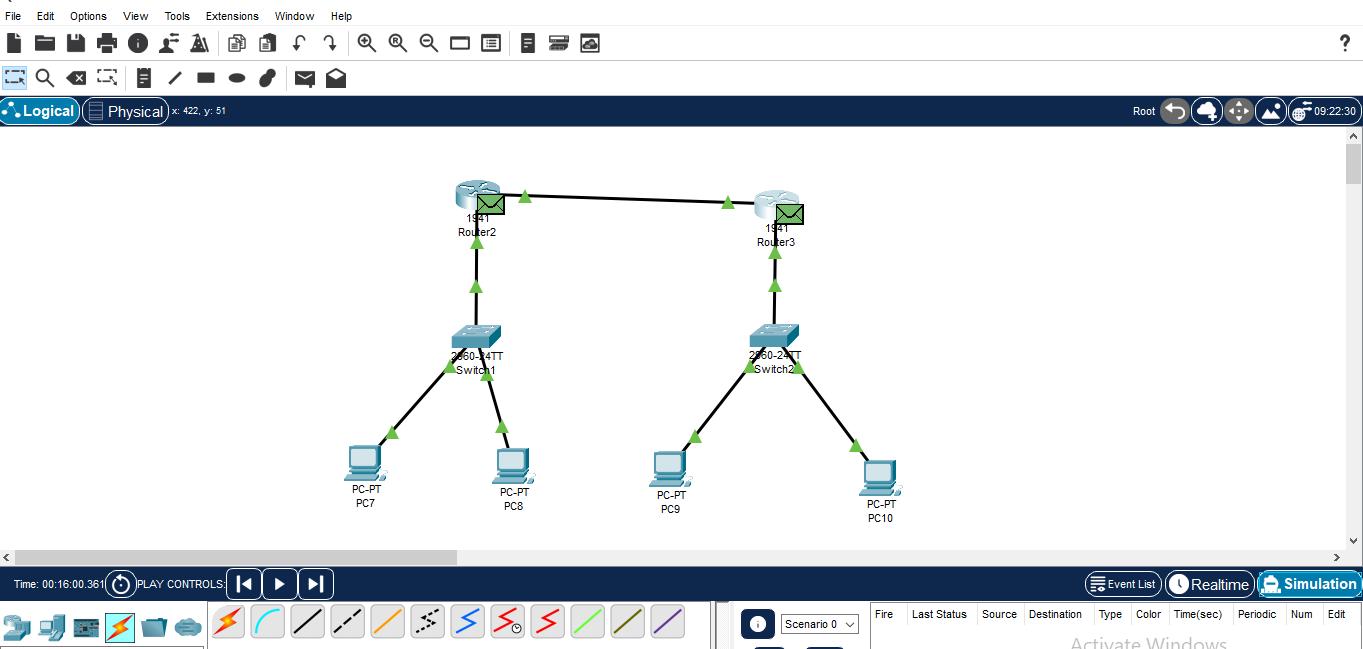 File Edit Options View Tools Extensions Window Help
?
Logical Physical x: 422, y: 51 Root 09:22:30
1941
Router2
1941
Router3
2960-24TT
Switch1
2960-24TT
Switch2
PC-PT
PC7
PC-PT
PC8
PC-PT
PC9
PC-PT
PC10
Time: 00:16:00.361 PLAY CONTROLS: Event List Realtime Simulation
Scenario 0
Fire Last Status Source Destination Type Color Time(sec) Periodic Num Edit
Activate Windows